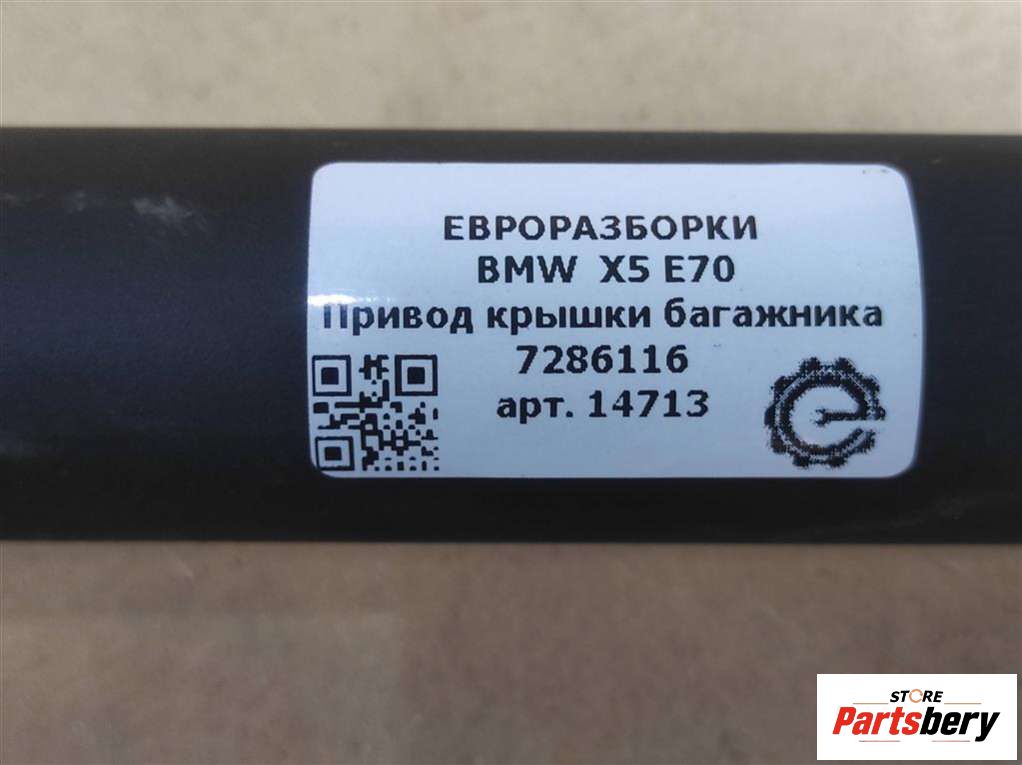 ЕВРОРАЗБОРКИ
BMW X5 E70
Привод крышки багажника
7286116
арт. 14713
STORE
Partsbery